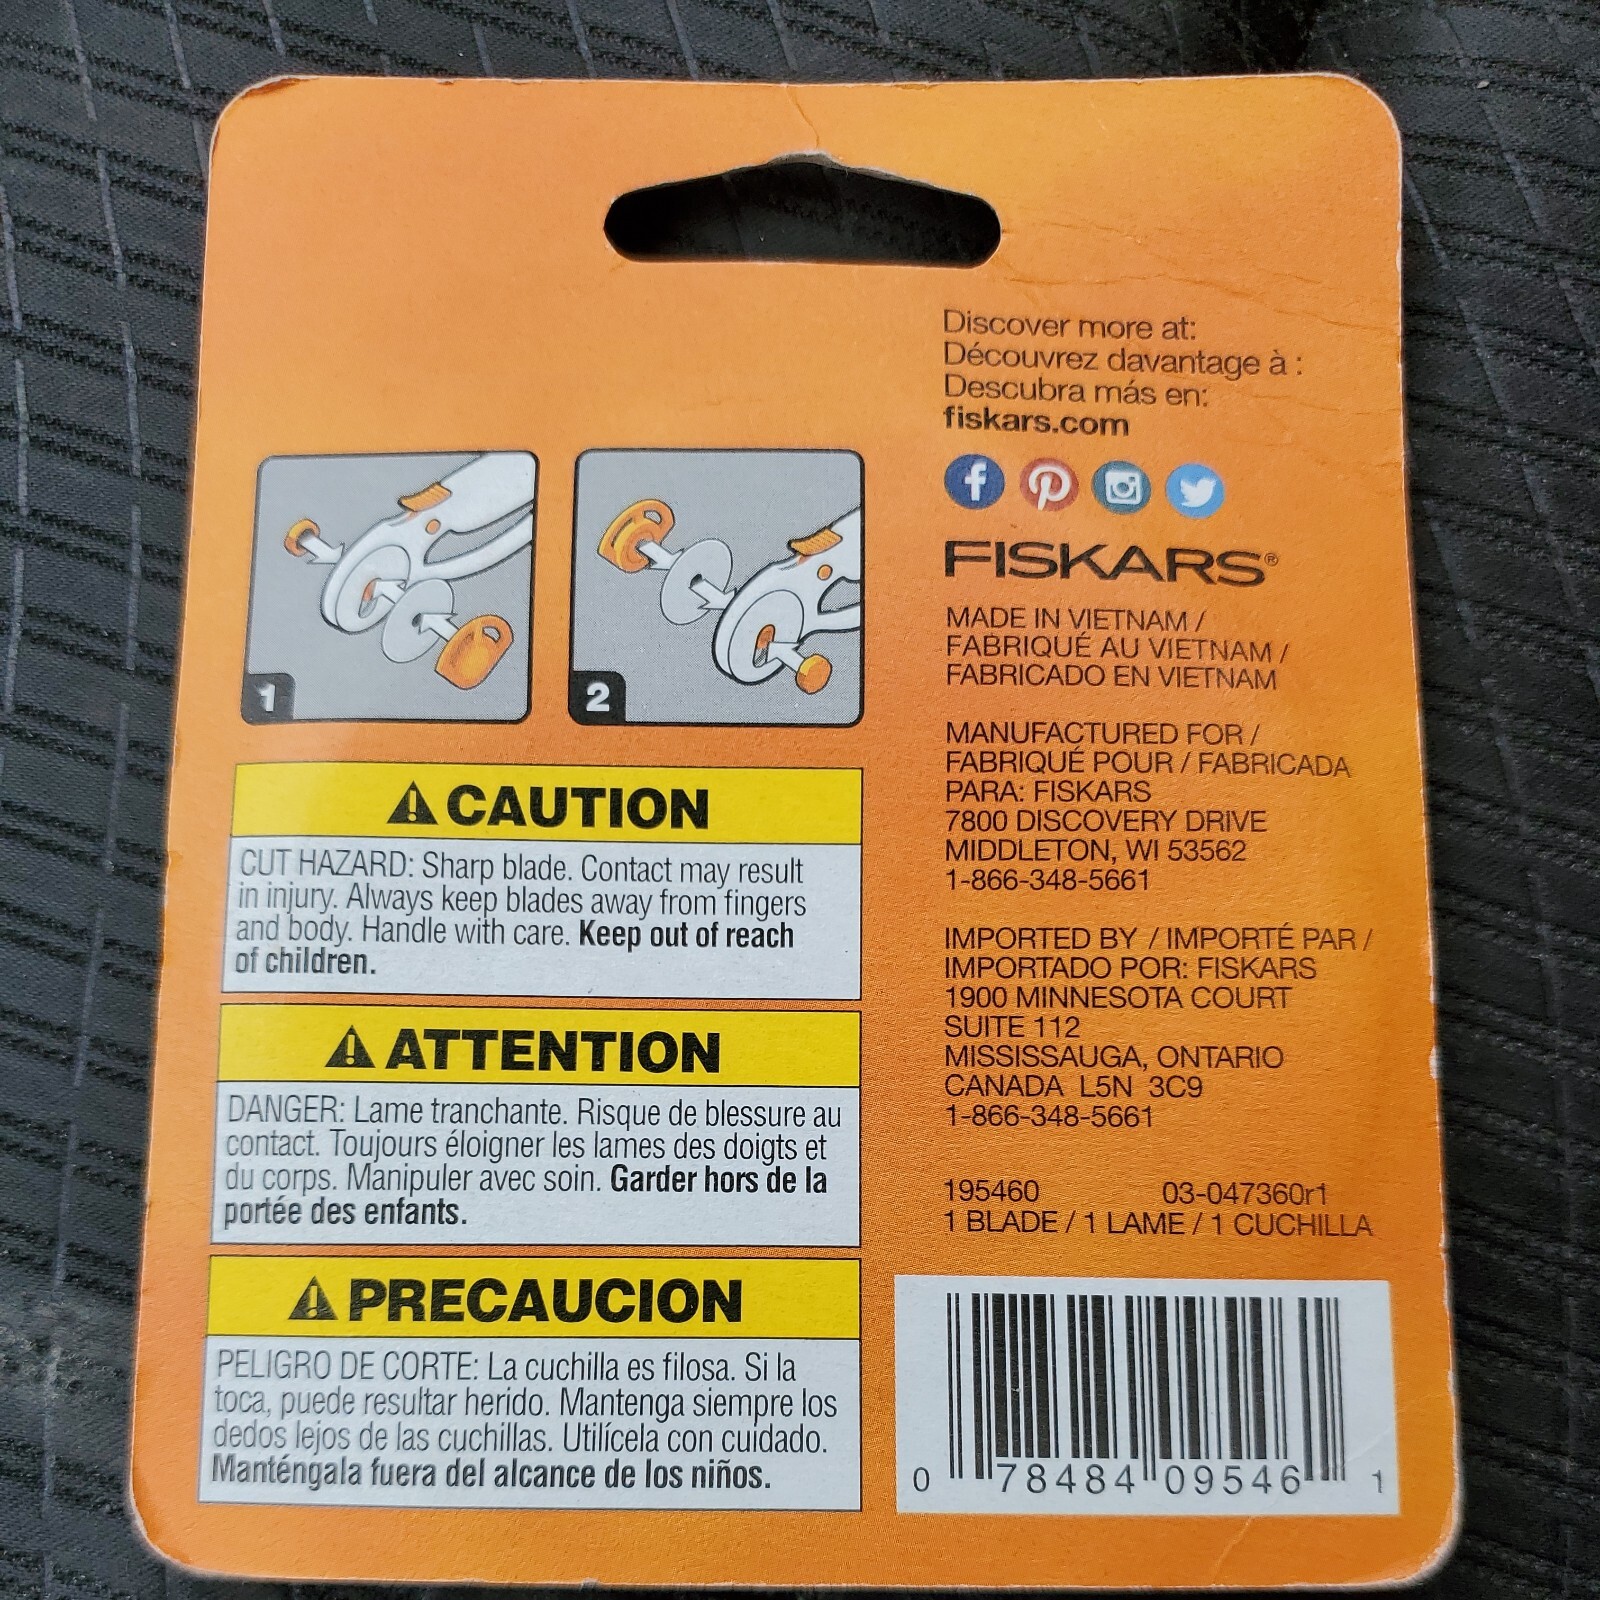 Discover more at:
Découvrez davantage à :
Descubra más en:
fiskars.com
FISKARS®
MADE IN VIETNAM /
FABRIQUÉ AU VIETNAM /
FABRICADO EN VIETNAM
MANUFACTURED FOR /
FABRIQUÉ POUR / FABRICADA
PARA: FISKARS
7800 DISCOVERY DRIVE
MIDDLETON, WI 53562
1-866-348-5661
IMPORTED BY / IMPORTÉ PAR /
IMPORTADO POR: FISKARS
1900 MINNESOTA COURT
SUITE 112
MISSISSAUGA, ONTARIO
CANADA L5N 3C9
1-866-348-5661
195460 03-047360r1
1 BLADE / 1 LAME / 1 CUCHILLA
0 78484 09546 1
1
2
CAUTION
CUT HAZARD: Sharp blade. Contact may result
in injury. Always keep blades away from fingers
and body. Handle with care. Keep out of reach
of children.
ATTENTION
DANGER: Lame tranchante. Risque de blessure au
contact. Toujours éloigner les lames des doigts et
du corps. Manipuler avec soin. Garder hors de la
portée des enfants.
PRECAUCION
PELIGRO DE CORTE: La cuchilla es filosa. Si la
toca, puede resultar herido. Mantenga siempre los
dedos lejos de las cuchillas. Utilícela con cuidado.
Manténgala fuera del alcance de los niños.